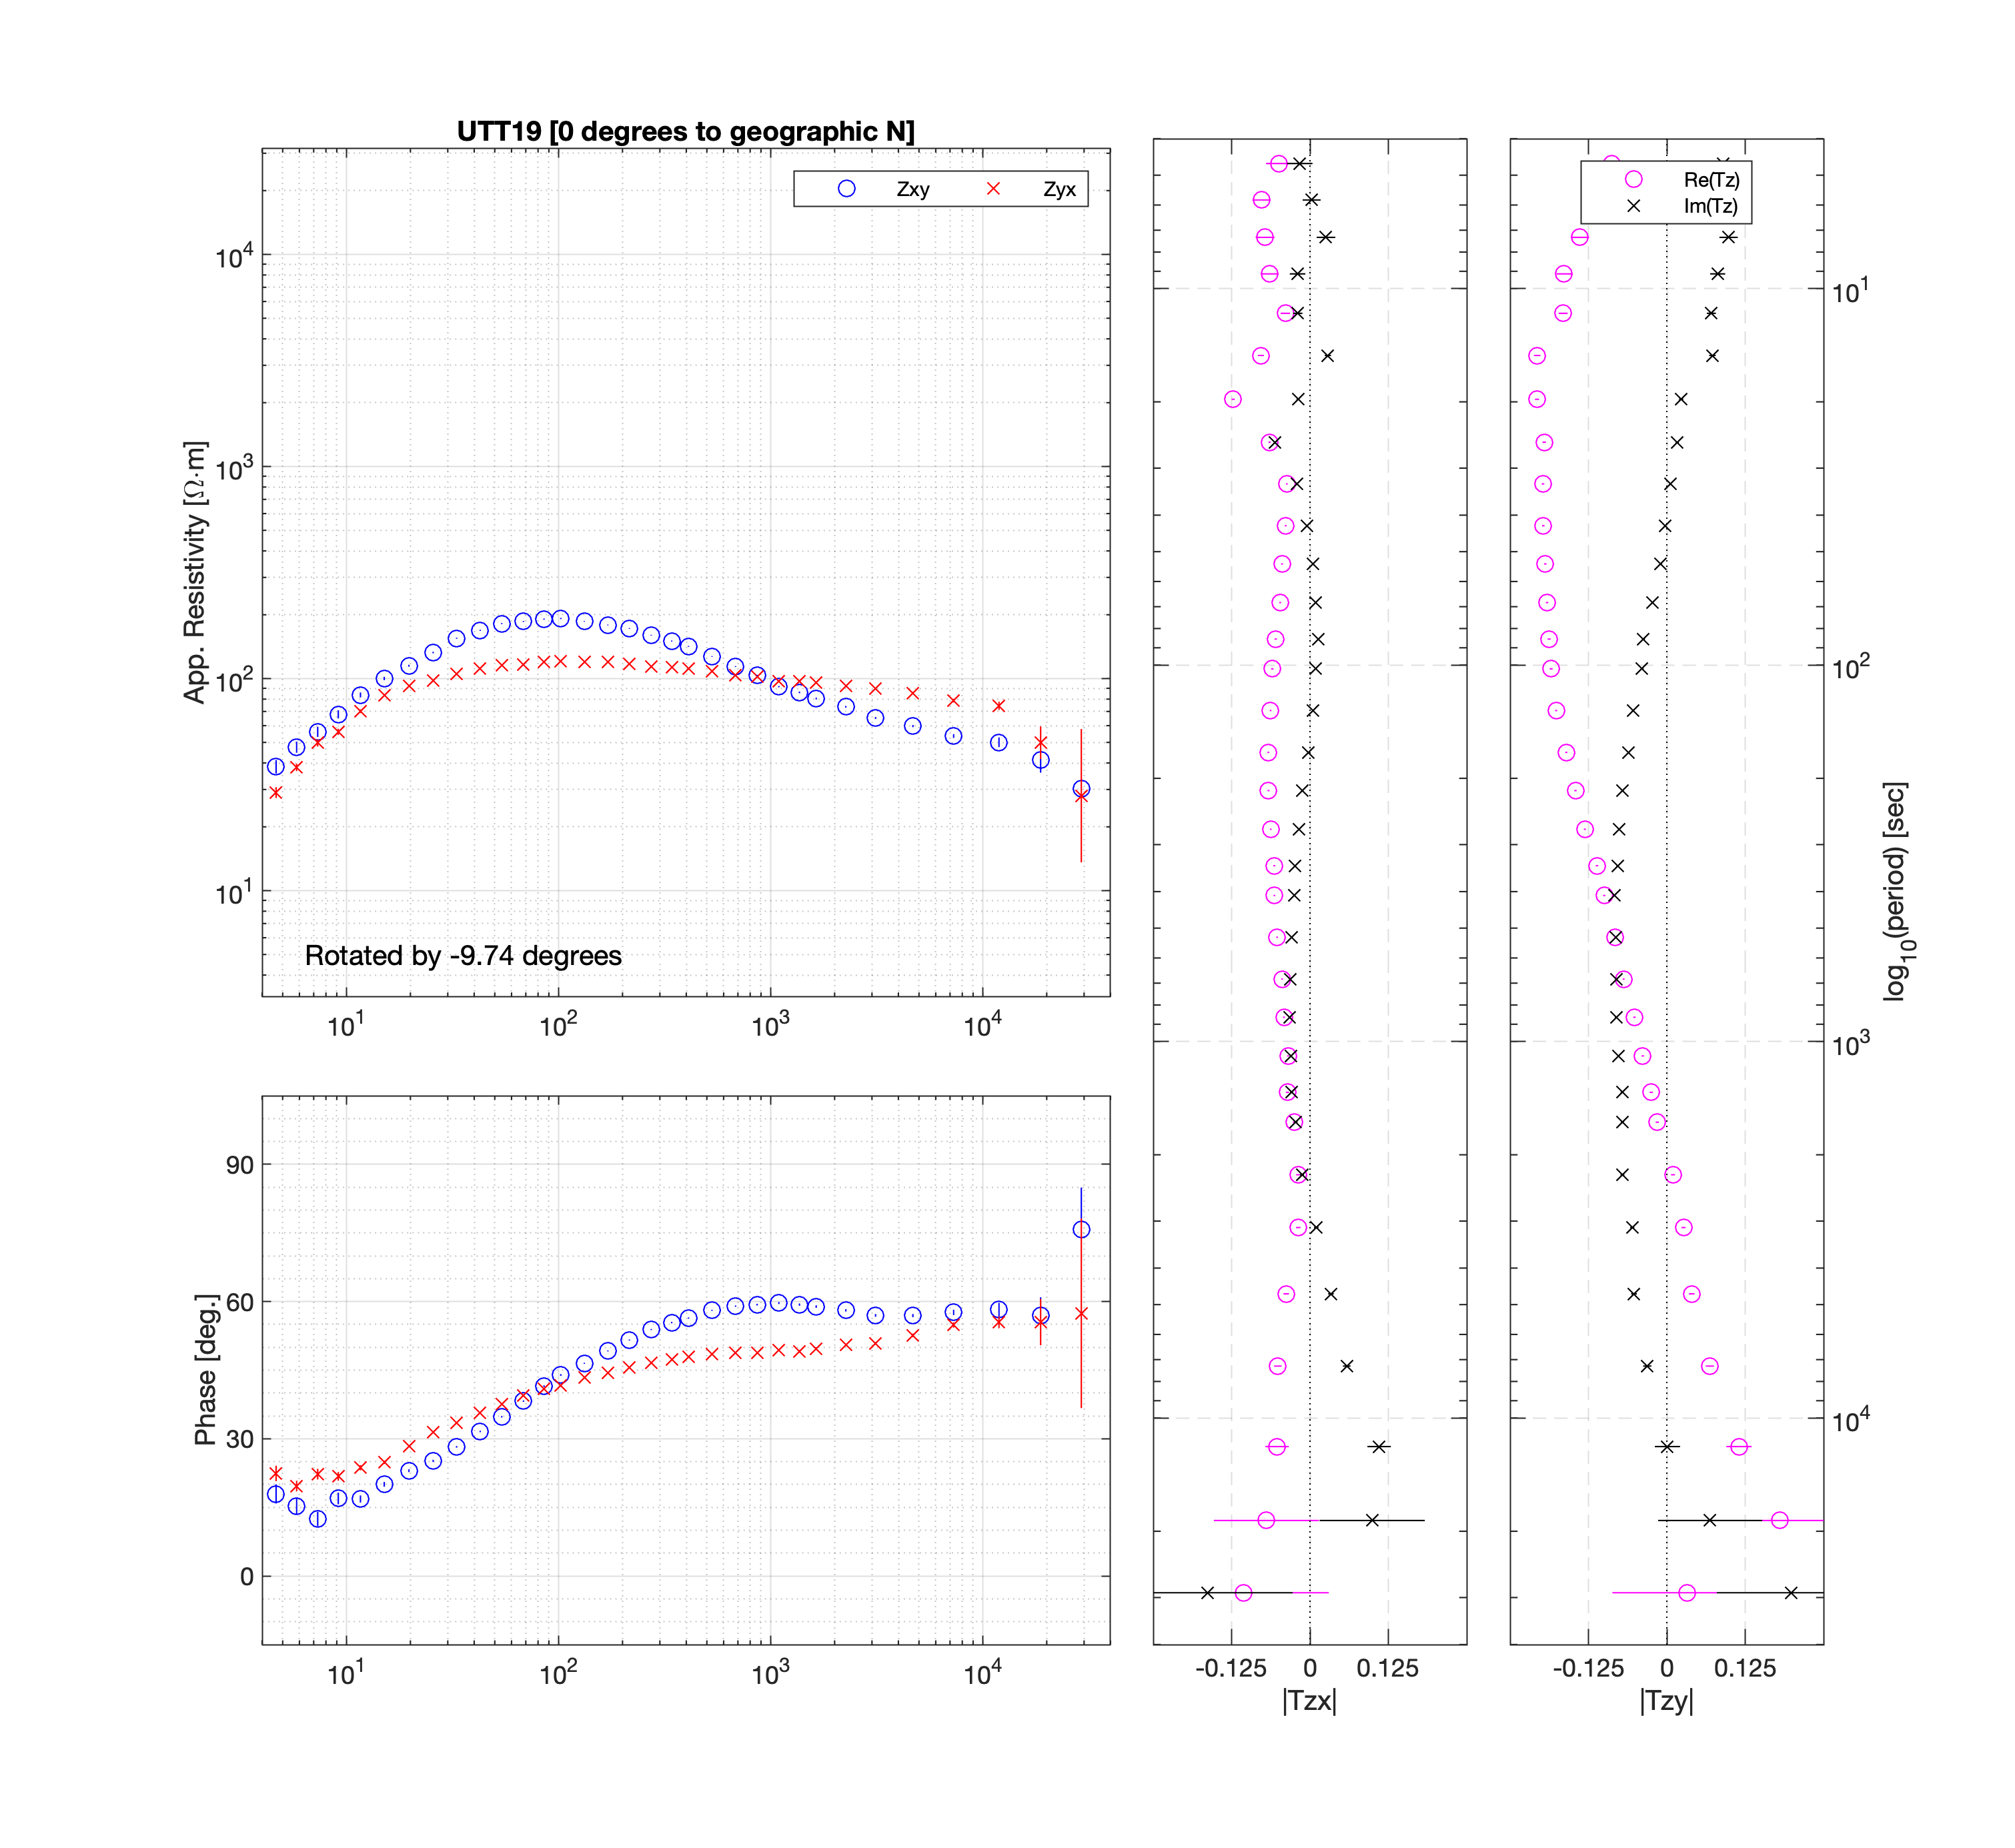 UTT19 [0 degrees to geographic N]
Zxy Zyx
App. Resistivity [Ω·m]
10^4
10^3
10^2
10^1
Rotated by -9.74 degrees
10^1 10^2 10^3 10^4
Phase [deg.]
90
60
30
0
10^1 10^2 10^3 10^4
-0.125 0 0.125
|Tzx|
Re(Tz)
Im(Tz)
-0.125 0 0.125
|Tzy|
10^1
10^2
10^3
10^4
log_10(period) [sec]